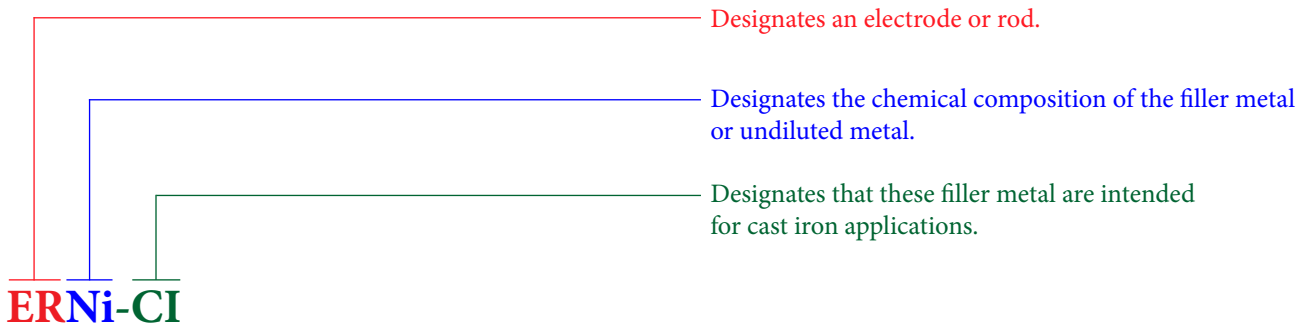 Designates an electrode or rod.
Designates the chemical composition of the filler metal
or undiluted metal.
Designates that these filler metal are intended
for cast iron applications.
ERNi-CI